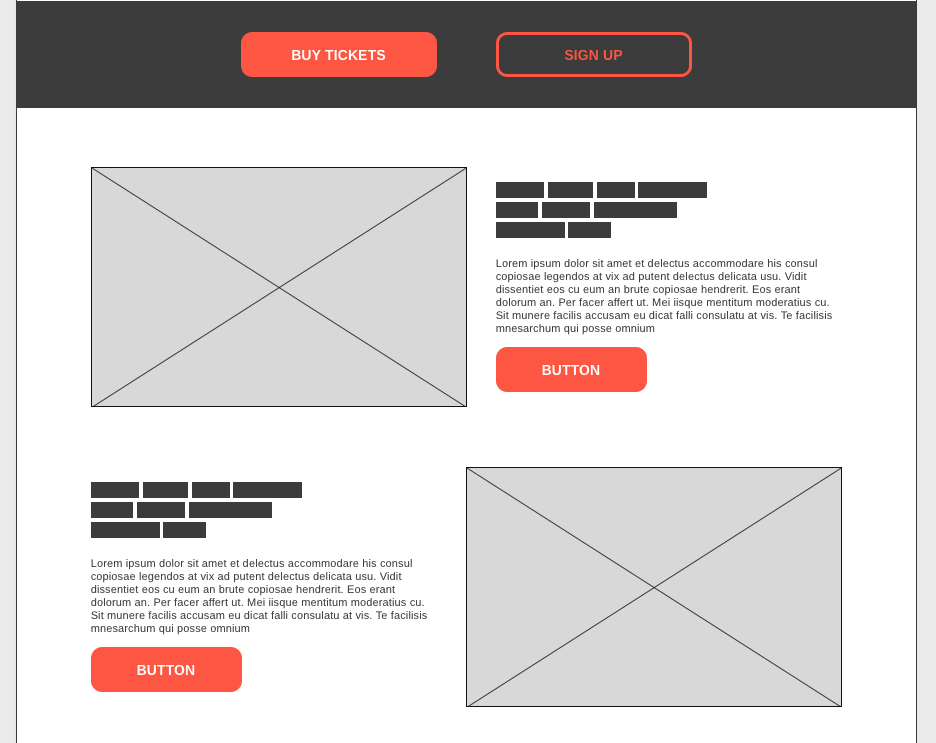 BUY TICKETS
SIGN UP
Lorem ipsum dolor sit amet et delectus accommodare his consul
copiosae legendos at vix ad putent delectus delicata usu. Vidit
dissentiet eos cu eum an brute copiosae hendrerit. Eos erant
dolorum an. Per facer affert ut. Mei iisque mentitum moderatius cu.
Sit munere facilis accusam eu dicat falli consulatu at vis. Te facilisis
mnesarchum qui posse omnium
BUTTON
Lorem ipsum dolor sit amet et delectus accommodare his consul
copiosae legendos at vix ad putent delectus delicata usu. Vidit
dissentiet eos cu eum an brute copiosae hendrerit. Eos erant
dolorum an. Per facer affert ut. Mei iisque mentitum moderatius cu.
Sit munere facilis accusam eu dicat falli consulatu at vis. Te facilisis
mnesarchum qui posse omnium
BUTTON